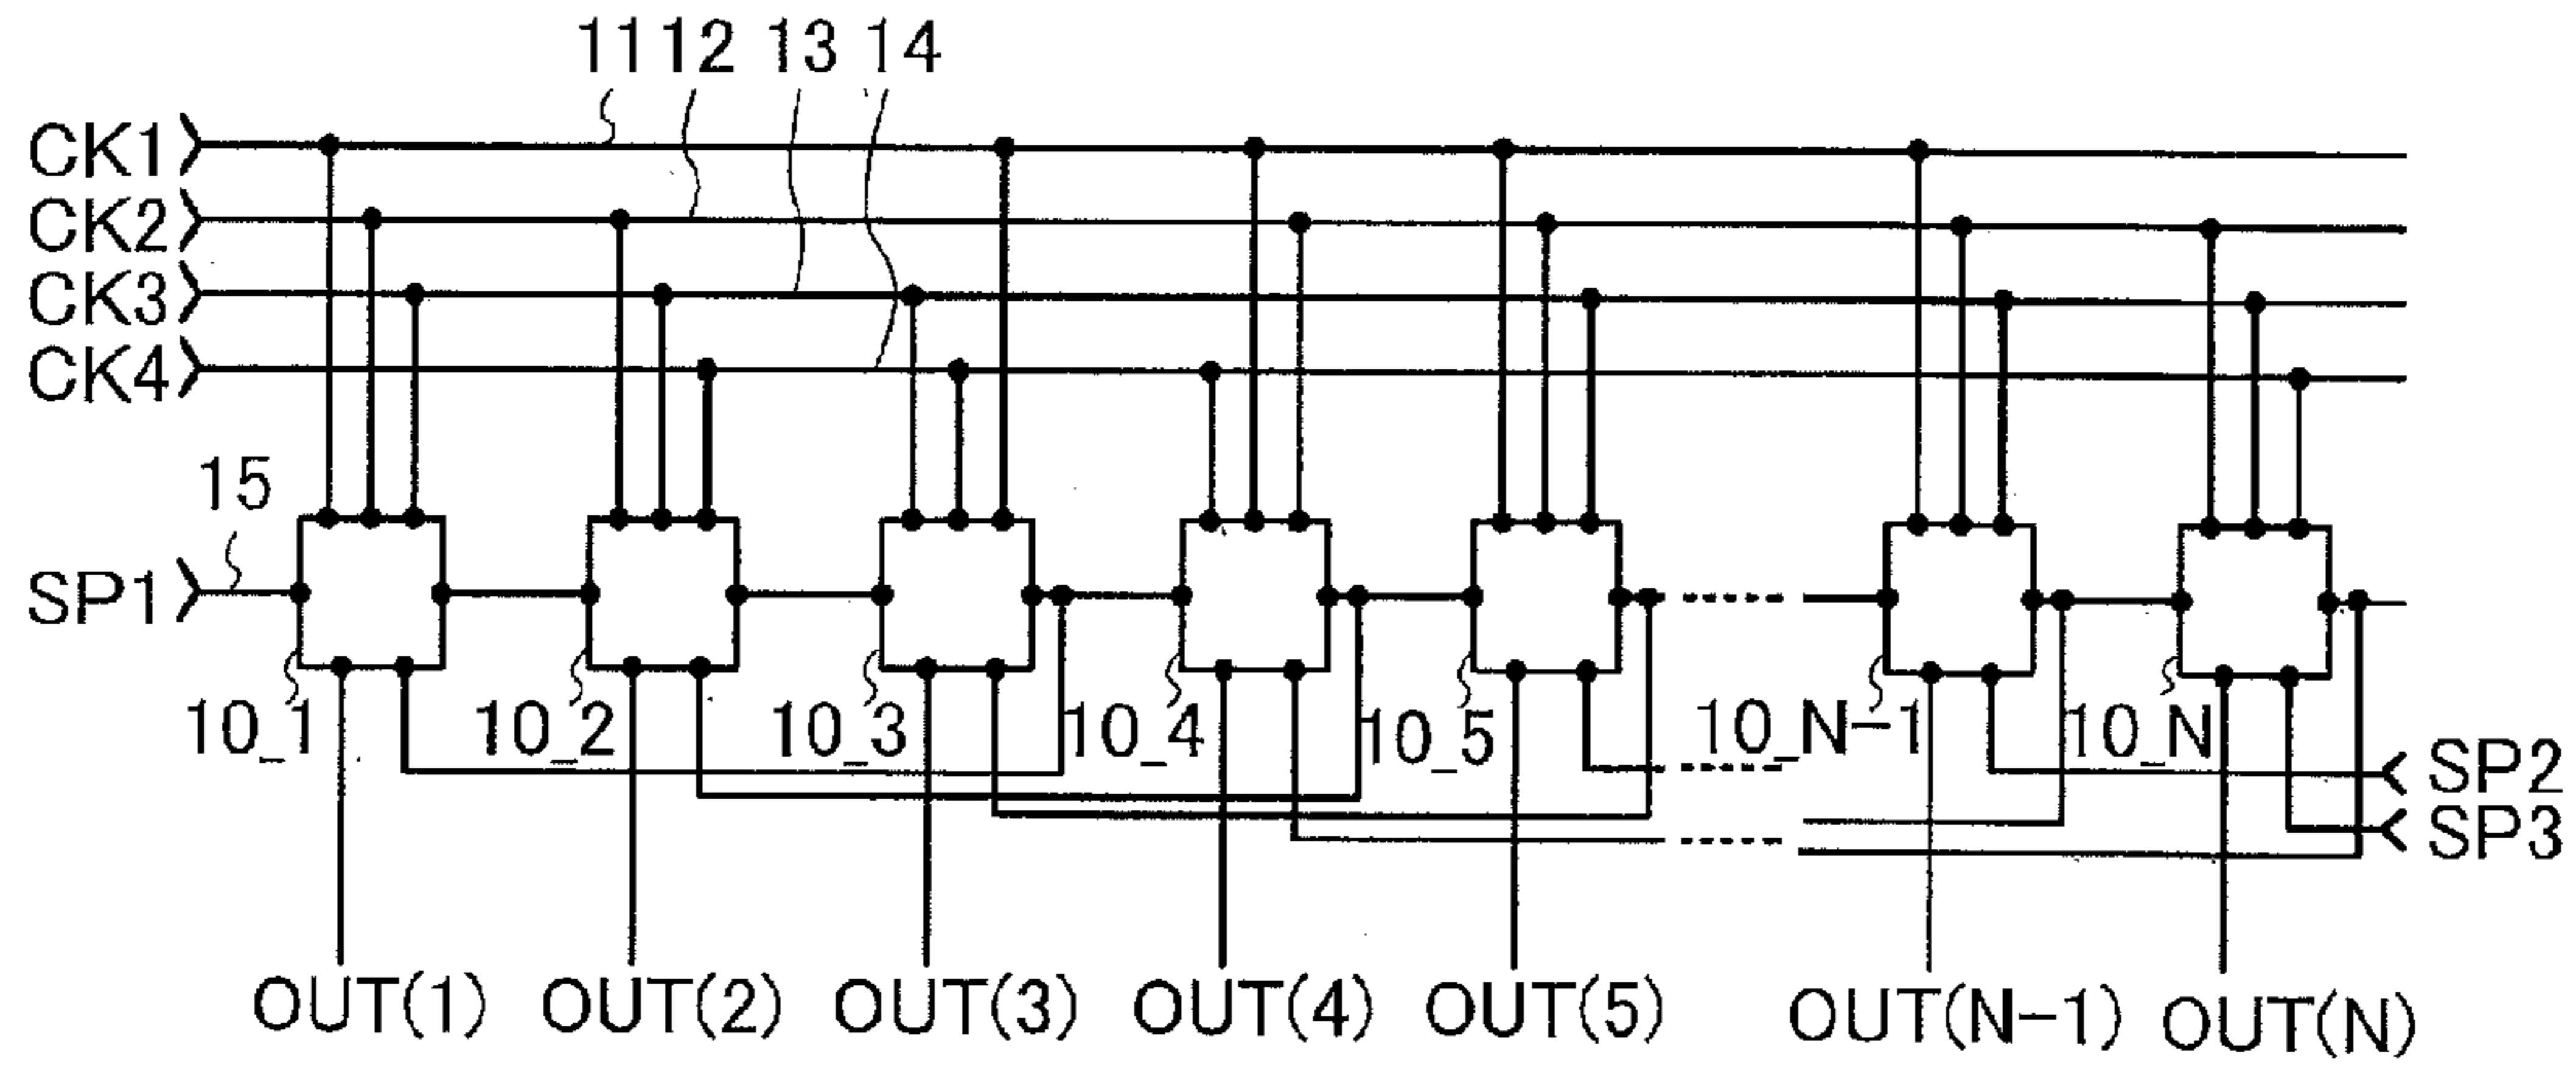 11 12 13 14
CK1
CK2
CK3
CK4
15
SP1
10_1 10_2 10_3 10_4 10_5 10_N-1 10_N
SP2
SP3
OUT(1) OUT(2) OUT(3) OUT(4) OUT(5) OUT(N-1) OUT(N)